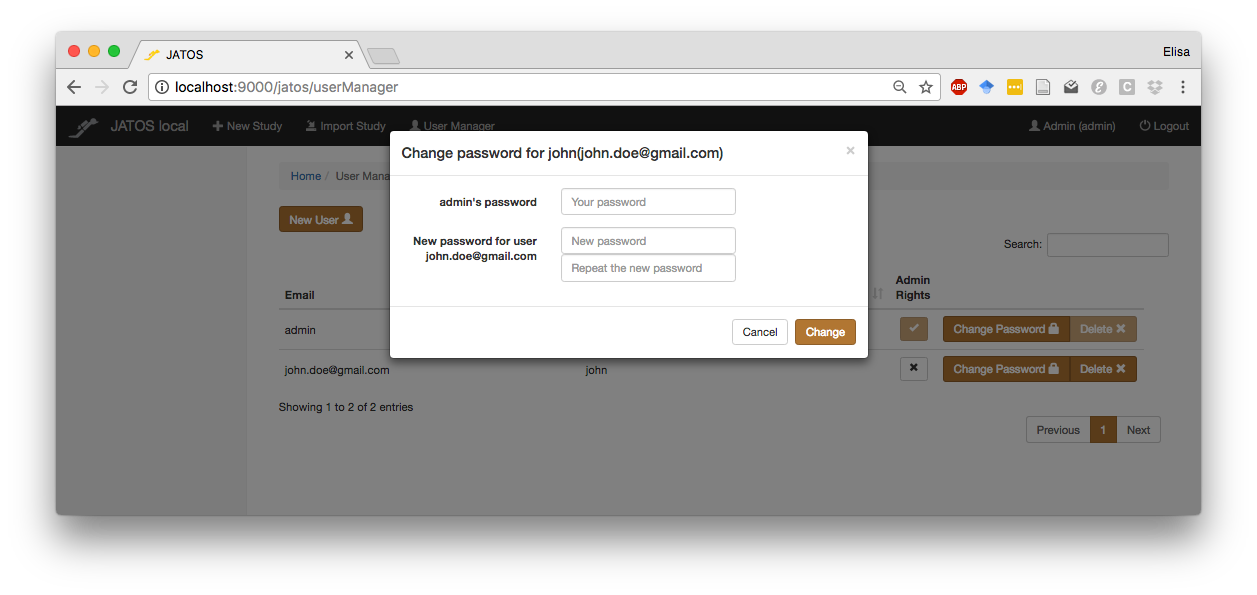 JATOS
Elisa
localhost:9000/jatos/userManager
ABP
C
JATOS local
New Study
Import Study
User Manager
Admin (admin)
Logout
Change password for john(john.doe@gmail.com)
×
Home / User Mana
admin's password
Your password
New User
New password for user
john.doe@gmail.com
New password
Repeat the new password
Search:
Email
Admin
Rights
Cancel
Change
admin
Change Password
Delete
john.doe@gmail.com
john
Change Password
Delete
Showing 1 to 2 of 2 entries
Previous
1
Next